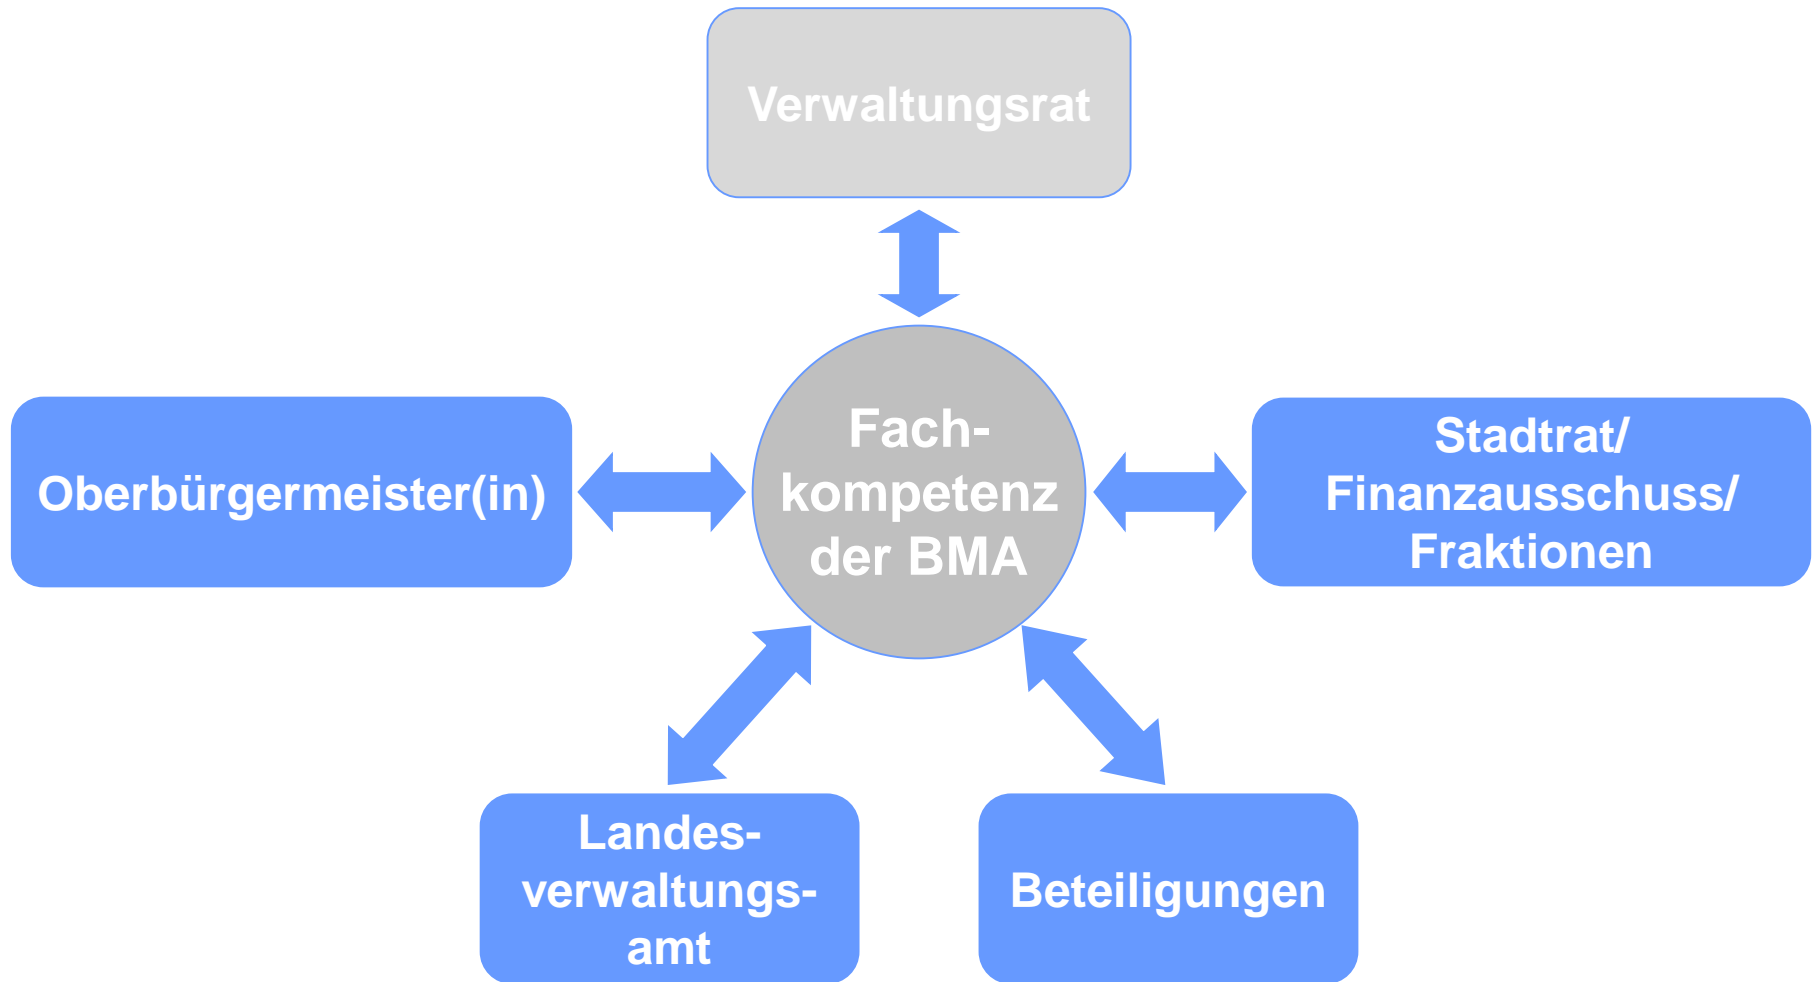 Verwaltungsrat
Fach-
kompetenz
der BMA
Oberbürgermeister(in)
Stadtrat/
Finanzausschuss/
Fraktionen
Landes-
verwaltungs-
amt
Beteiligungen